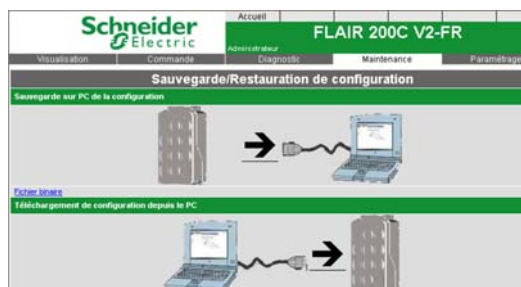 Accueil
Schneider
Electric
FLAIR 200C V2-FR
Administrateur
Visualisation Commande Diagnostic Maintenance Paramétrage
Sauvegarde/Restauration de configuration
Sauvegarde sur PC de la configuration
Fichier binaire
Téléchargement de configuration depuis le PC